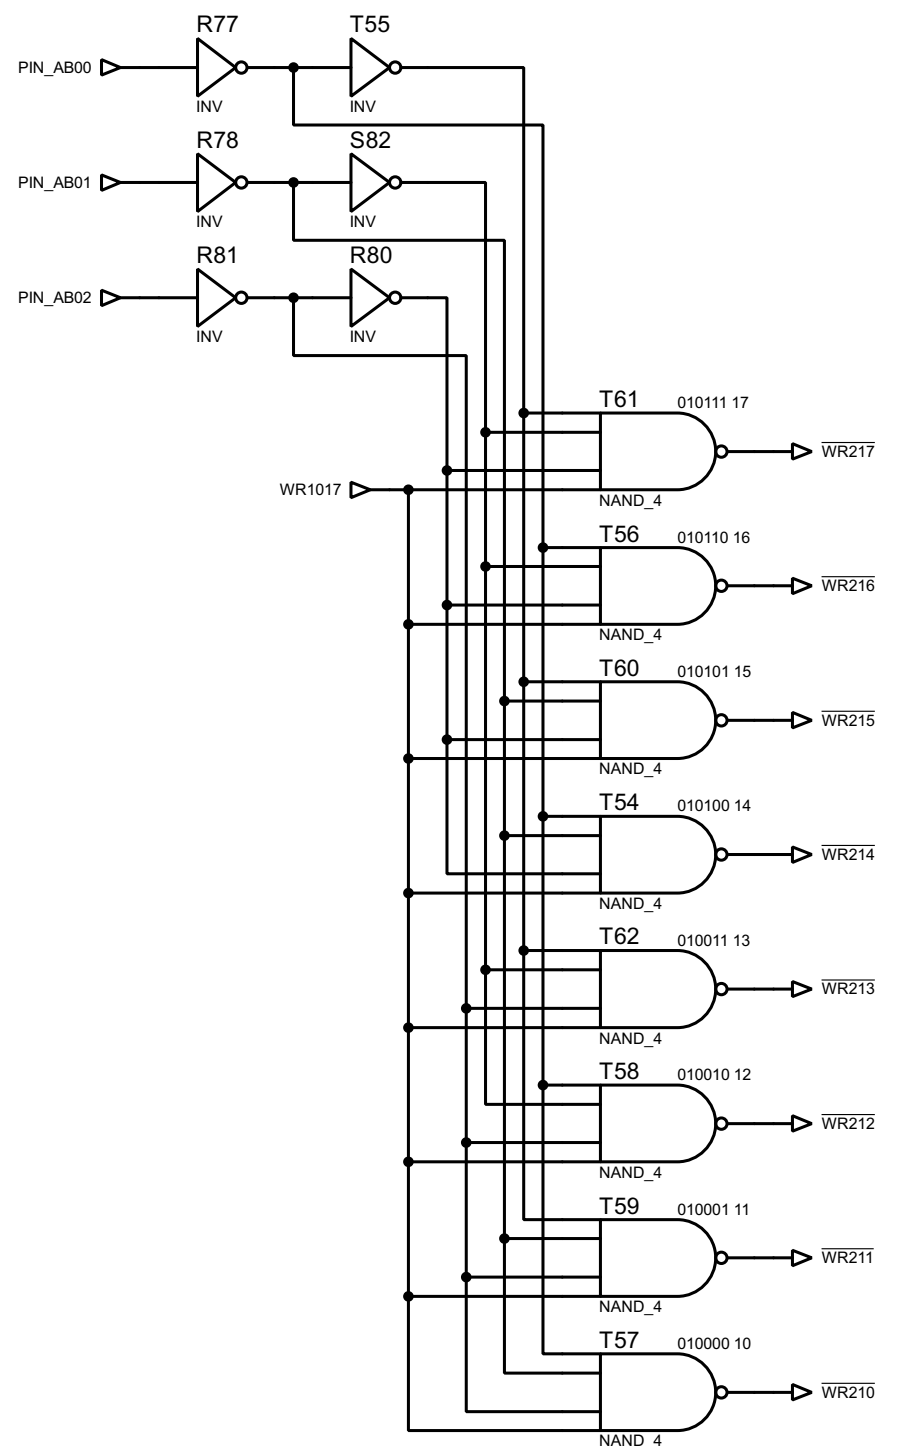 R77 T55
PIN_AB00
INV INV
R78 S82
PIN_AB01
INV INV
R81 R80
PIN_AB02
INV INV
T61 010111 17
WR217
WR1017
NAND_4
T56 010110 16
WR216
NAND_4
T60 010101 15
WR215
NAND_4
T54 010100 14
WR214
NAND_4
T62 010011 13
WR213
NAND_4
T58 010010 12
WR212
NAND_4
T59 010001 11
WR211
NAND_4
T57 010000 10
WR210
NAND_4